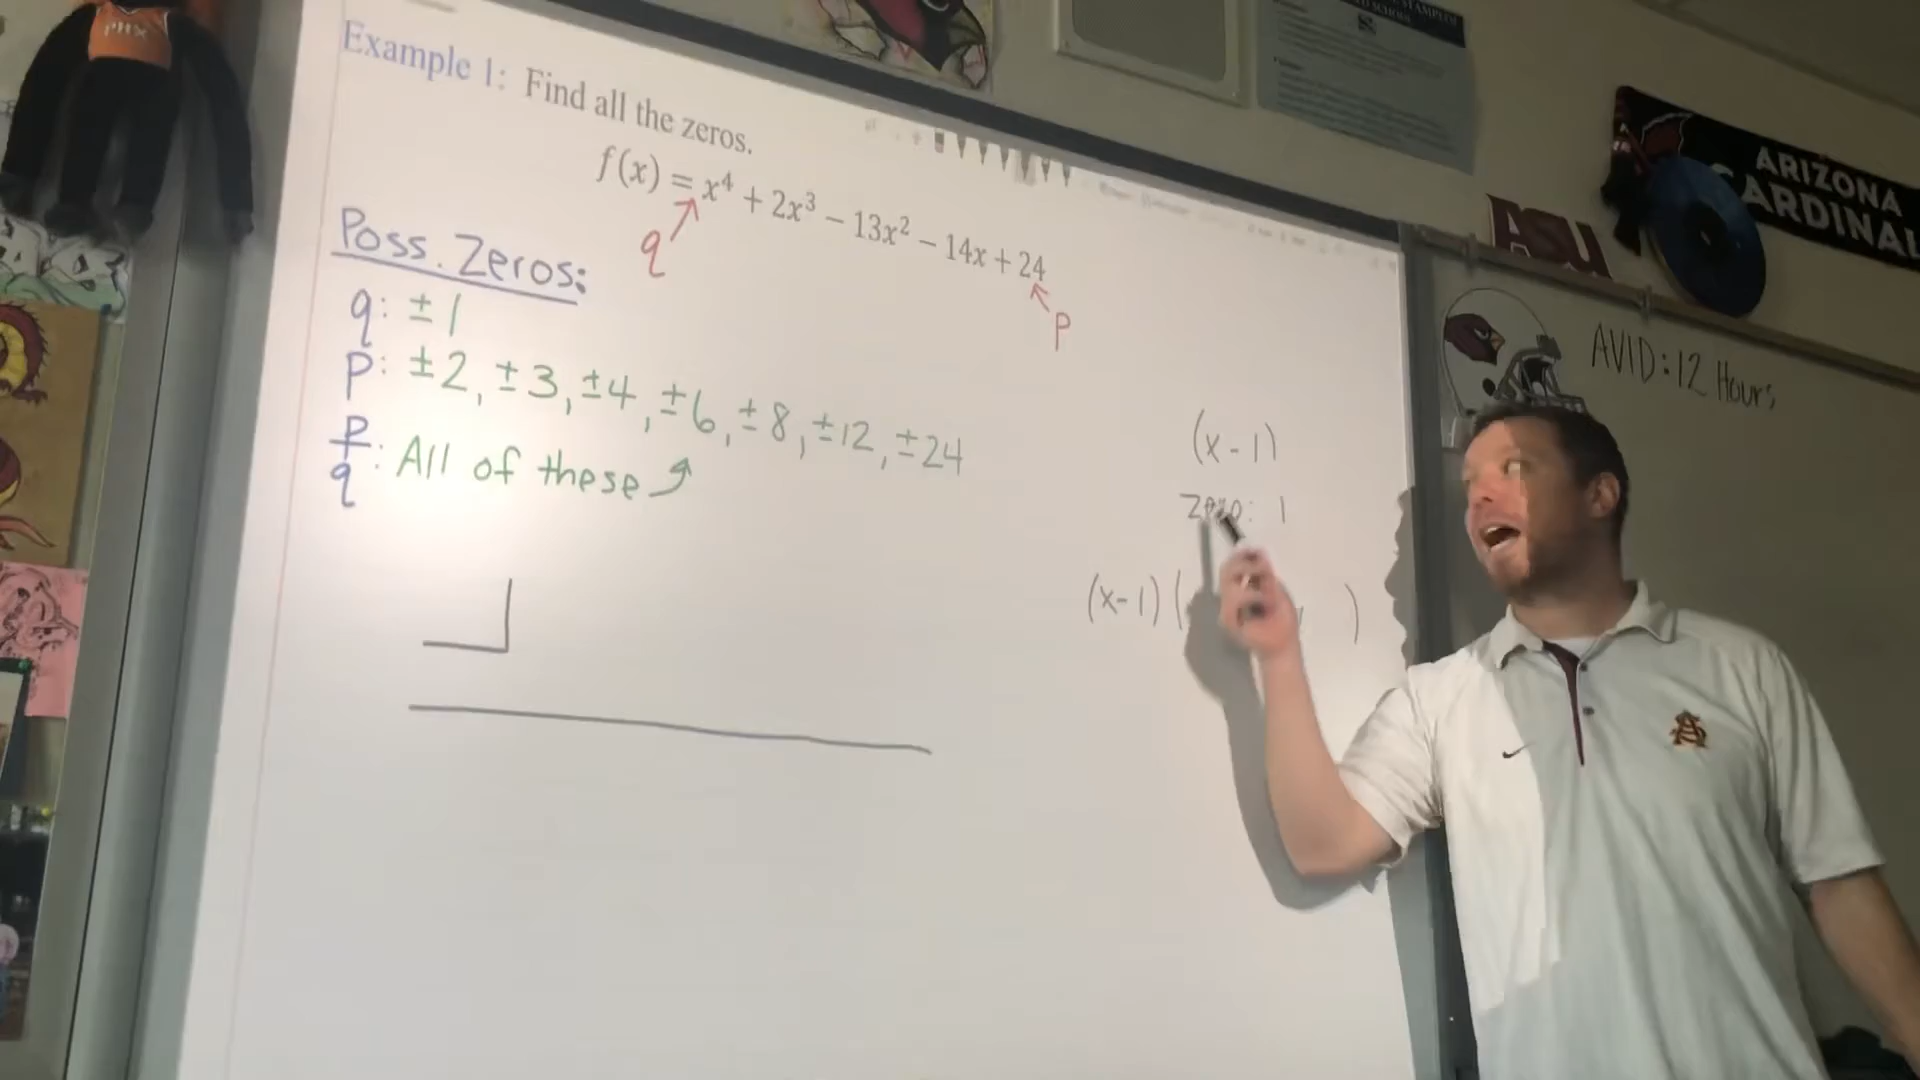 PHX
Example 1: Find all the zeros.
f(x) = x⁴ + 2x³ − 13x² − 14x + 24
q
p
Poss. Zeros:
q: ±1
p: ±2, ±3, ±4, ±6, ±8, ±12, ±24
p/q: All of these
(x-1)
Zero: 1
(x-1)( )
ARIZONA
CARDINAL
ASU
AVID: 12 Hours